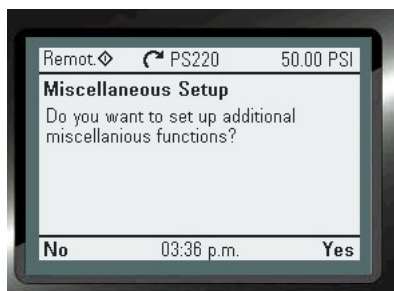 Remot. PS220 50.00 PSI
Miscellaneous Setup
Do you want to set up additional
miscellanious functions?
No 03:36 p.m. Yes